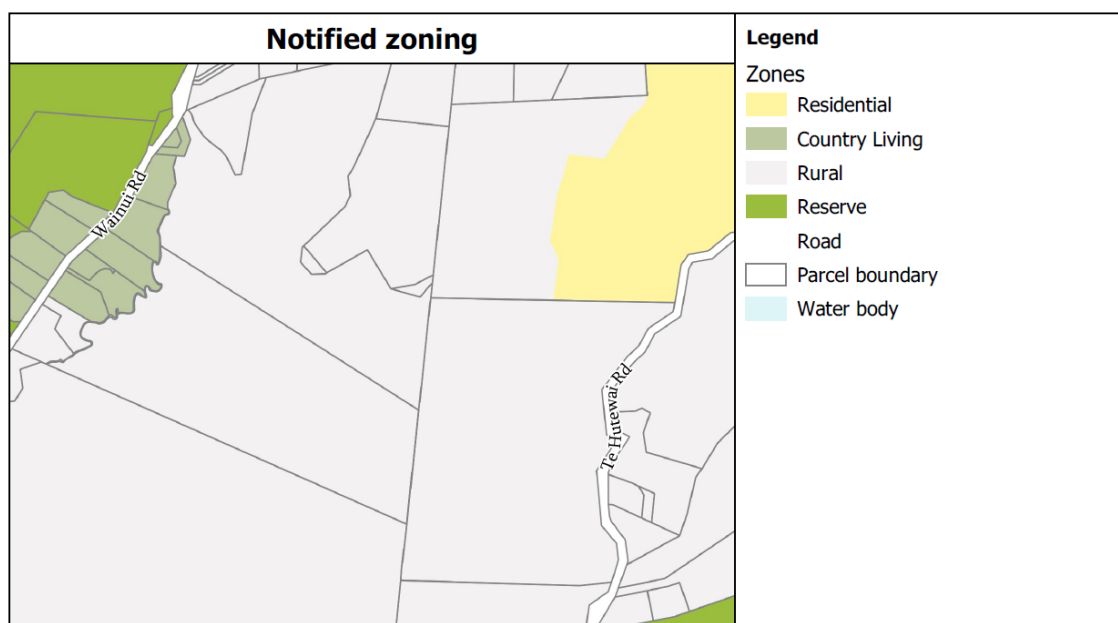 Notified zoning
Wainui Rd
Te Hutewai Rd
Legend
Zones
Residential
Country Living
Rural
Reserve
Road
Parcel boundary
Water body